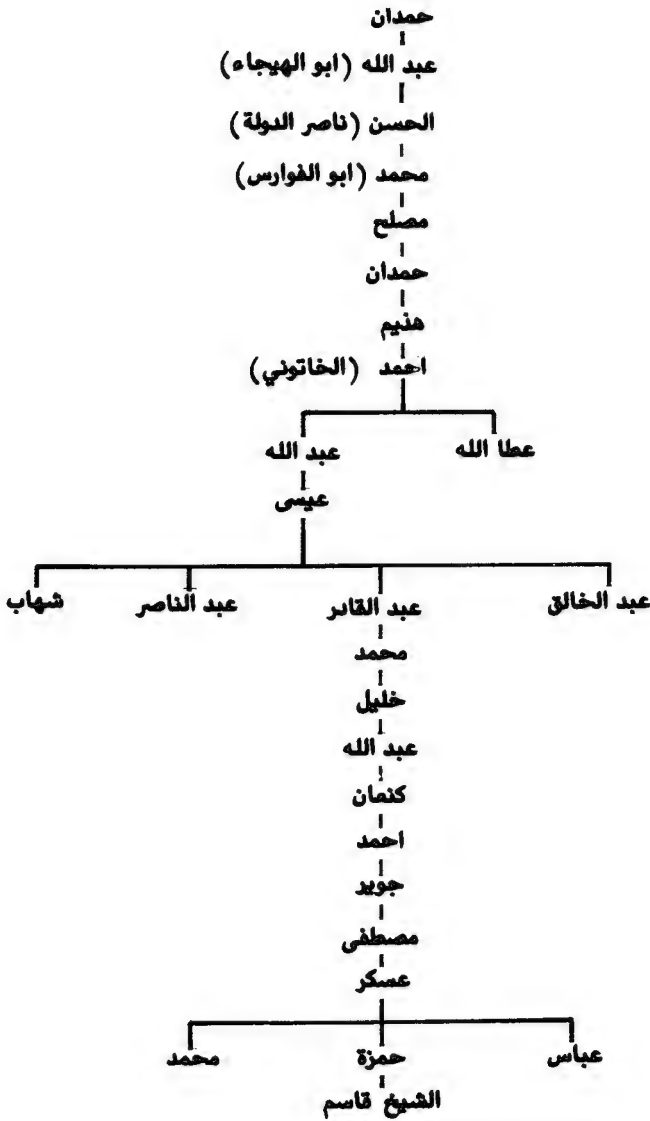 حمدان
عبد الله (ابو الهيجاء)
الحسن (ناصر الدولة)
محمد (ابو الفوارس)
مصلح
حمدان
هنيم
احمد (الخاتوني)
عطا الله عبد الله
عيسى
عبد الخالق عبد القادر عبد الناصر شهاب
محمد
خليل
عبد الله
كنعان
احمد
جوير
مصطفى
عسكر
عباس حمزة محمد
الشيخ قاسم